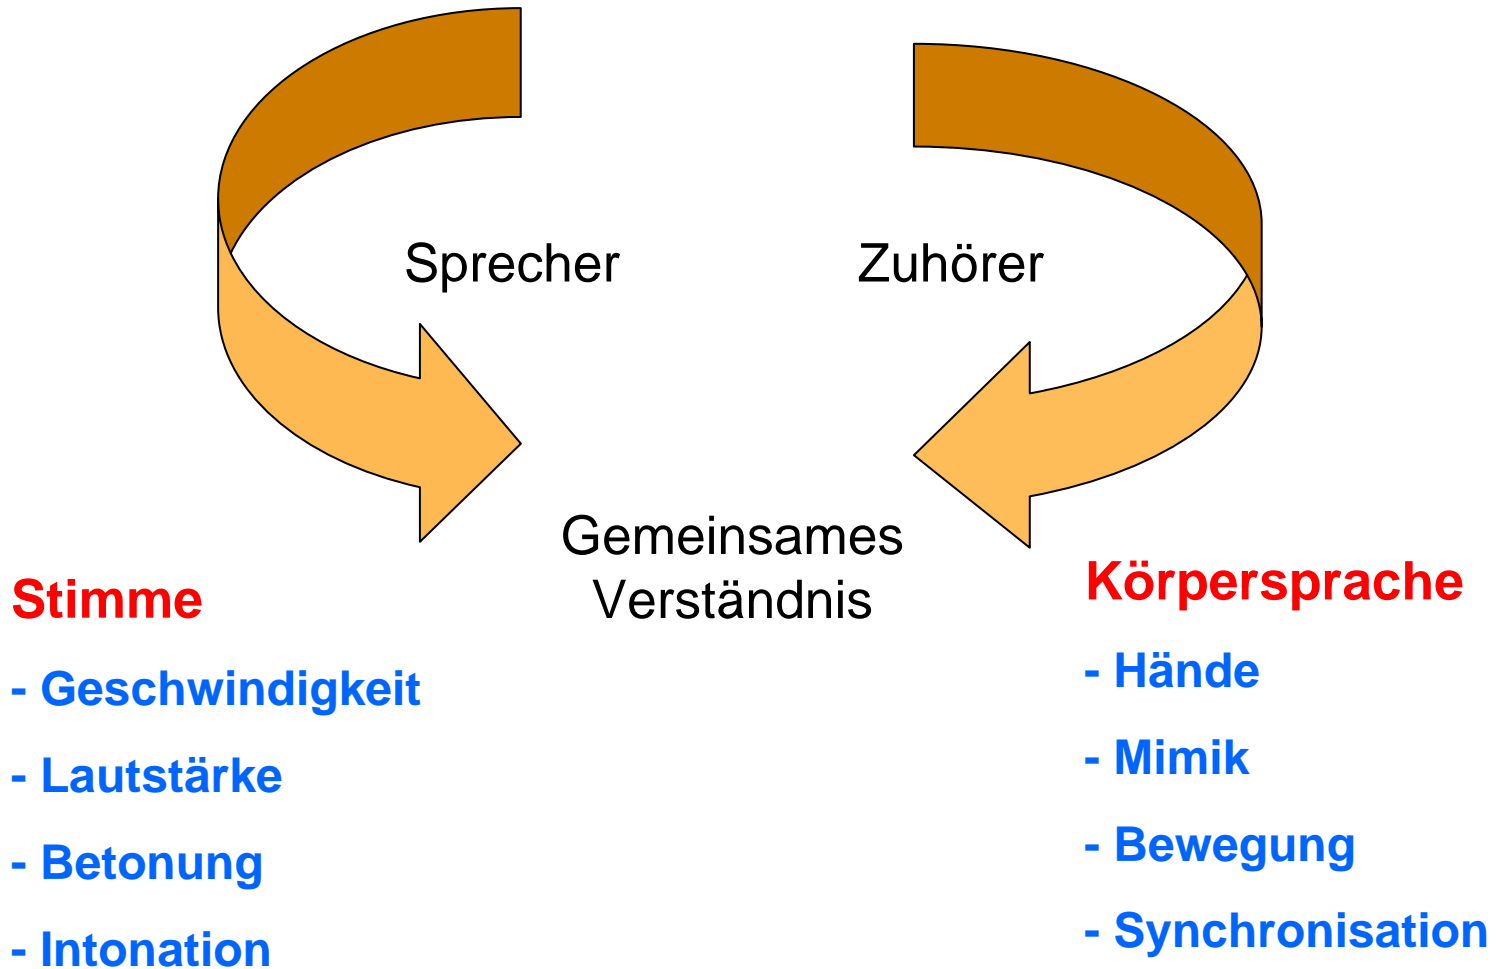 Sprecher
Zuhörer
Gemeinsames
Verständnis
Stimme
- Geschwindigkeit
- Lautstärke
- Betonung
- Intonation
Körpersprache
- Hände
- Mimik
- Bewegung
- Synchronisation